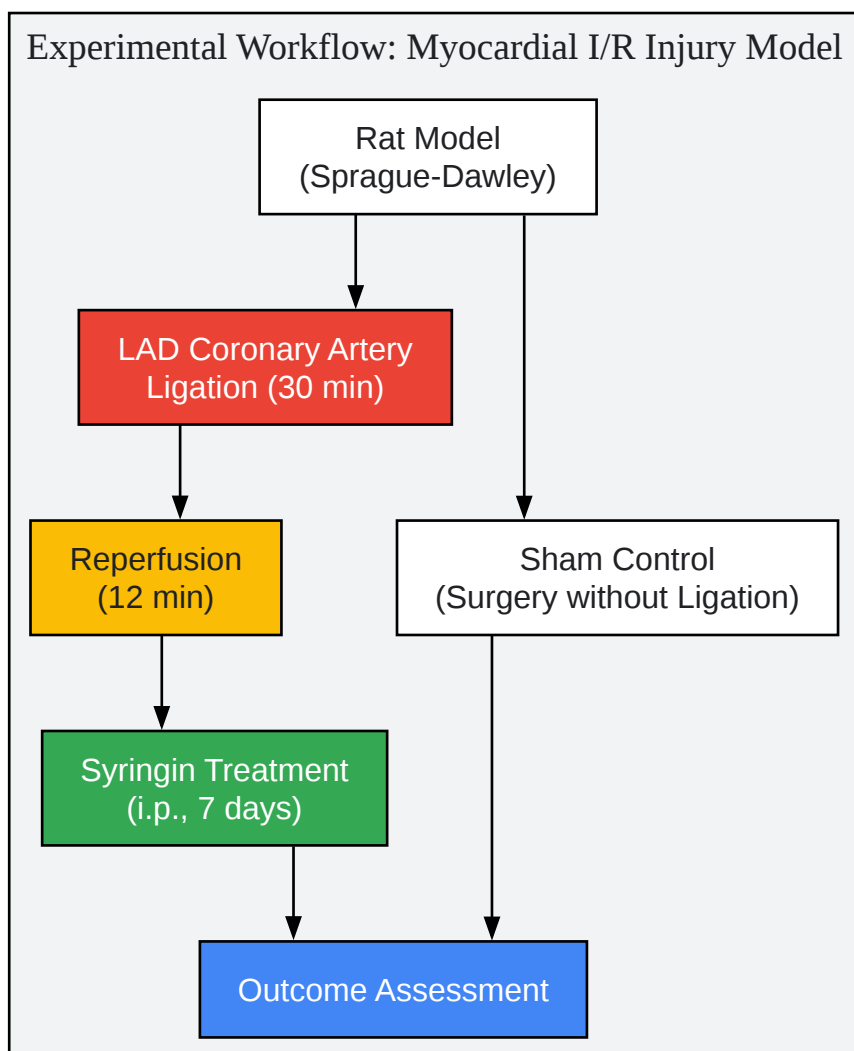 Experimental Workflow: Myocardial I/R Injury Model
Rat Model
(Sprague-Dawley)
LAD Coronary Artery
Ligation (30 min)
Reperfusion
(12 min)
Sham Control
(Surgery without Ligation)
Syringin Treatment
(i.p., 7 days)
Outcome Assessment